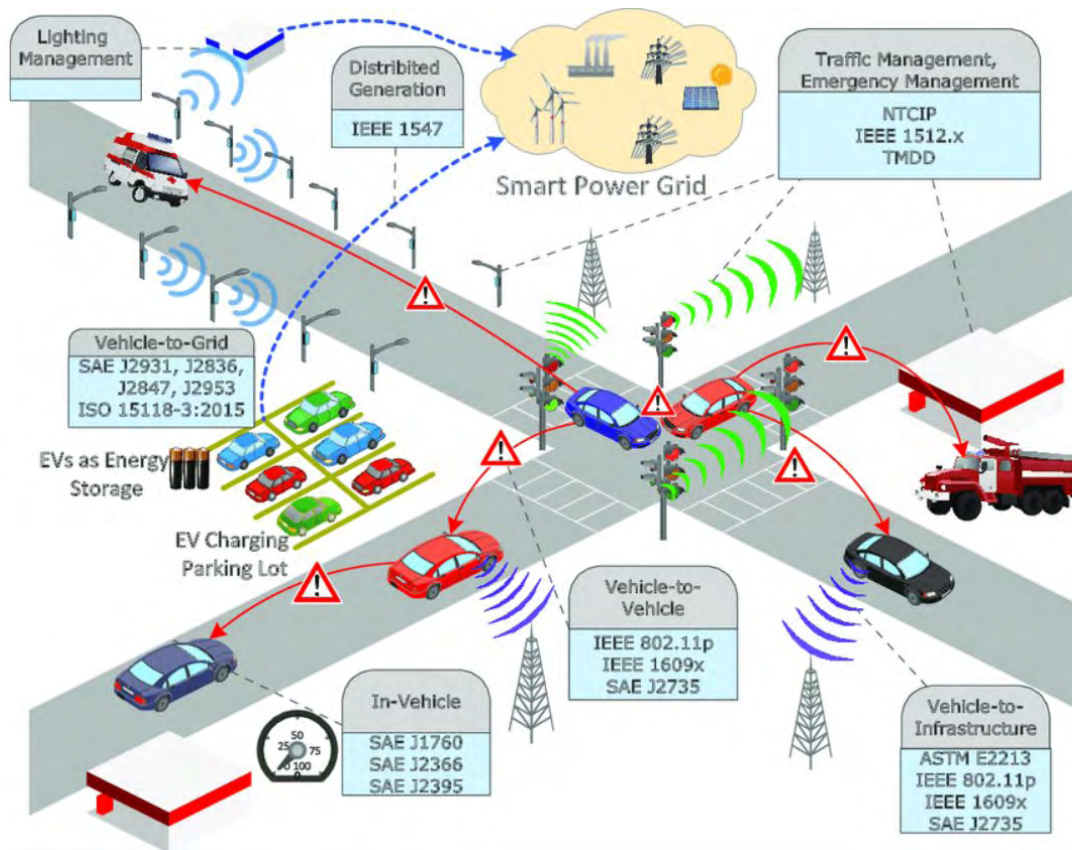 Lighting
Management
Distribited
Generation
IEEE 1547
Smart Power Grid
Traffic Management,
Emergency Management
NTCIP
IEEE 1512.x
TMDD
Vehicle-to-Grid
SAE J2931, J2836,
J2847, J2953
ISO 15118-3:2015
EVs as Energy
Storage
EV Charging
Parking Lot
Vehicle-to-
Vehicle
IEEE 802.11p
IEEE 1609x
SAE J2735
In-Vehicle
SAE J1760
SAE J2366
SAE J2395
0 25 50 75 100
0
Vehicle-to-
Infrastructure
ASTM E2213
IEEE 802.11p
IEEE 1609x
SAE J2735
!
!
!
!
!
!